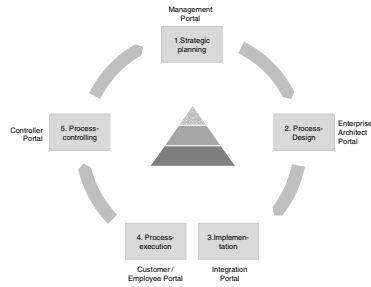 Management
Portal
1.Strategic
planning
2. Process-
Design
Enterprise
Architect
Portal
3.Implemen-
tation
Integration
Portal
4. Process-
execution
Customer /
Employee Portal
5. Process-
controlling
Controller
Portal